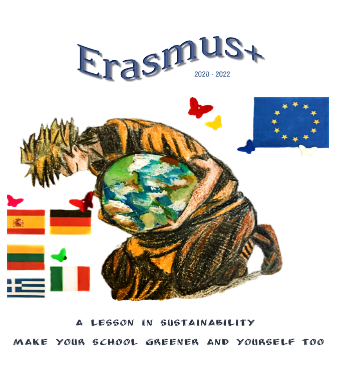 Erasmus+
2020 - 2022
A LESSON IN SUSTAINABILITY
MAKE YOUR SCHOOL GREENER AND YOURSELF TOO